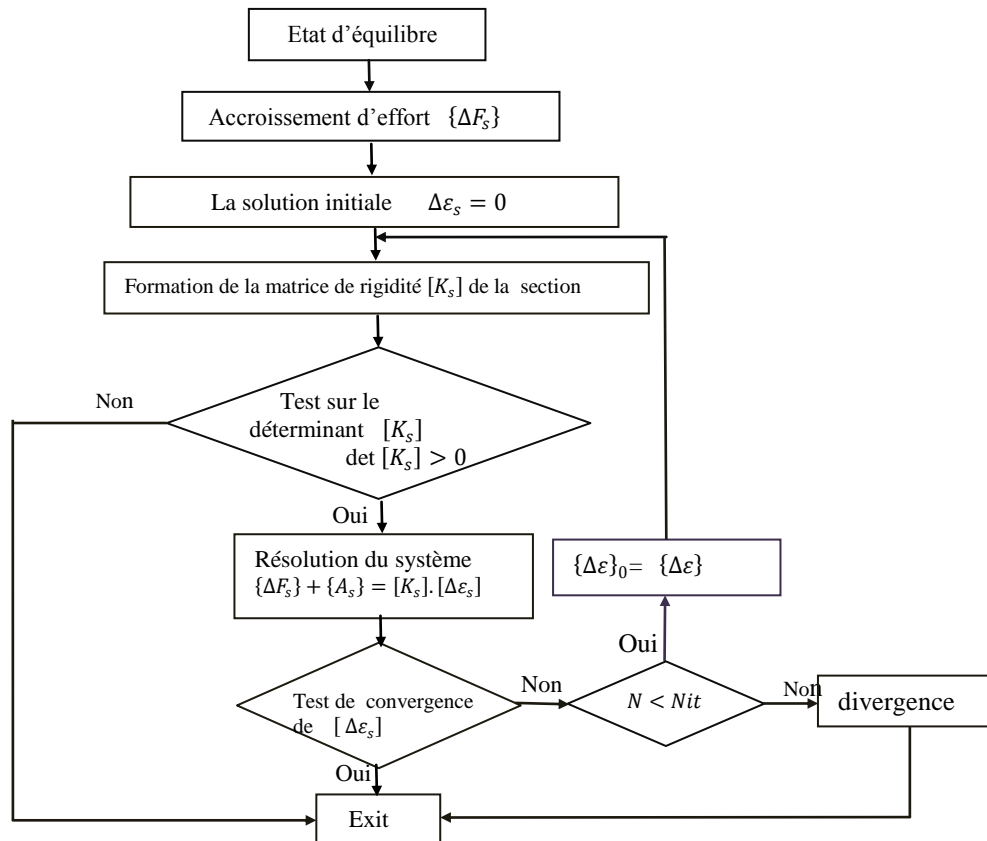 Etat d'équilibre
Accroissement d'effort {ΔF_s}
La solution initiale Δε_s = 0
Formation de la matrice de rigidité [K_s] de la section
Non
Test sur le
déterminant [K_s]
det [K_s] > 0
Oui
Résolution du système
{ΔF_s} + {A_s} = [K_s]. [Δε_s]
{Δε}_0 = {Δε}
Oui
Non
Test de convergence
de [ Δε_s]
N < Nit
Non
divergence
Oui
Exit